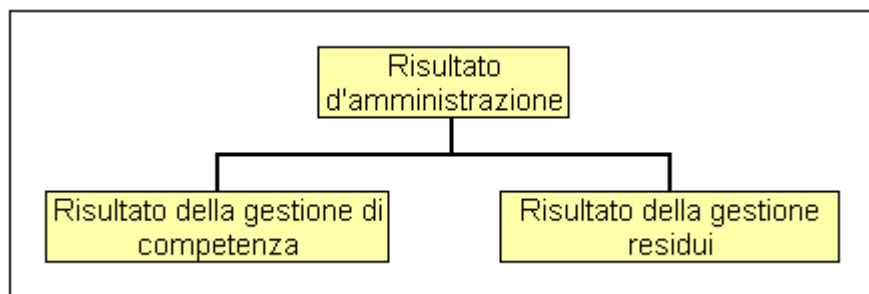 Risultato
d'amministrazione
Risultato della gestione di
competenza
Risultato della gestione
residui